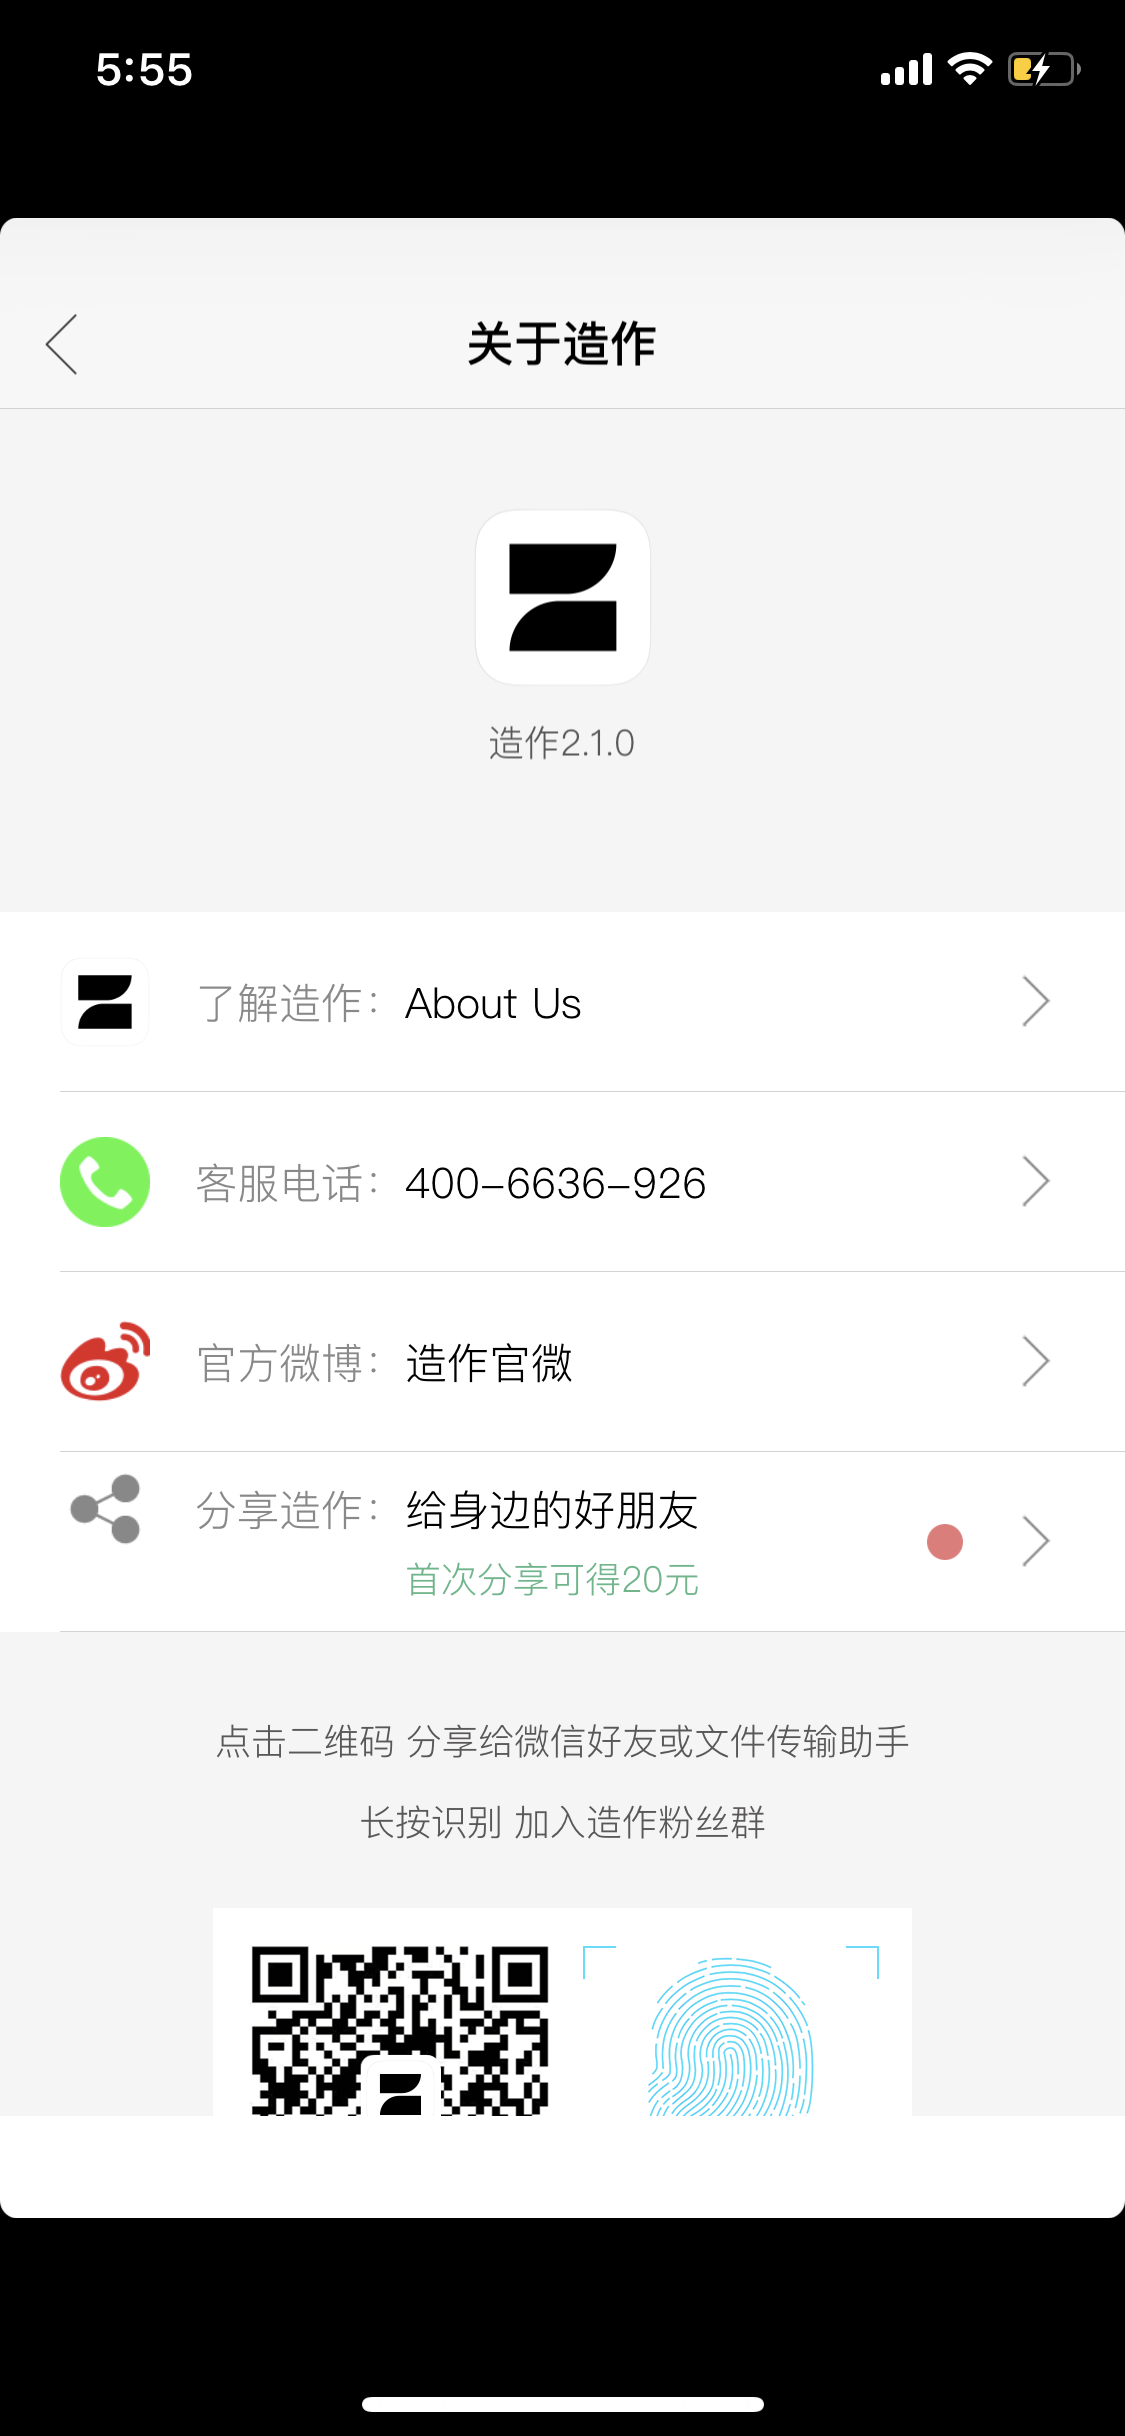 5:55
关于造作
造作2.1.0
了解造作：About Us
客服电话：400-6636-926
官方微博：造作官微
分享造作：给身边的好朋友
首次分享可得20元
点击二维码 分享给微信好友或文件传输助手
长按识别 加入造作粉丝群